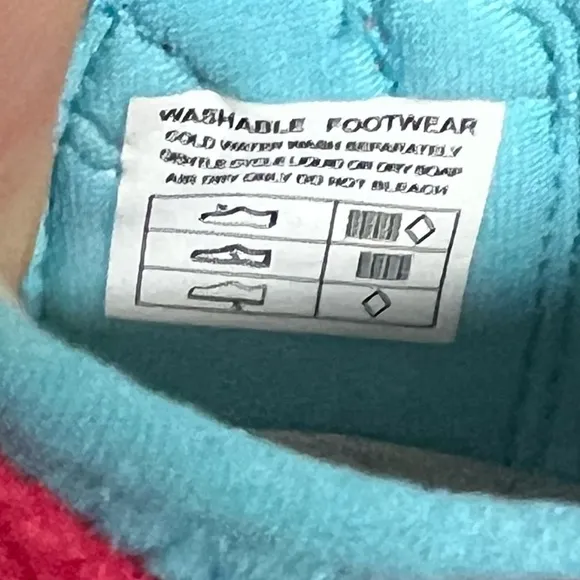 WASHABLE FOOTWEAR
COLD WATER WASH SEPARATELY
GENTLE CYCLE LIQUID OR DRY SOAP
AIR DRY ONLY DO NOT BLEACH